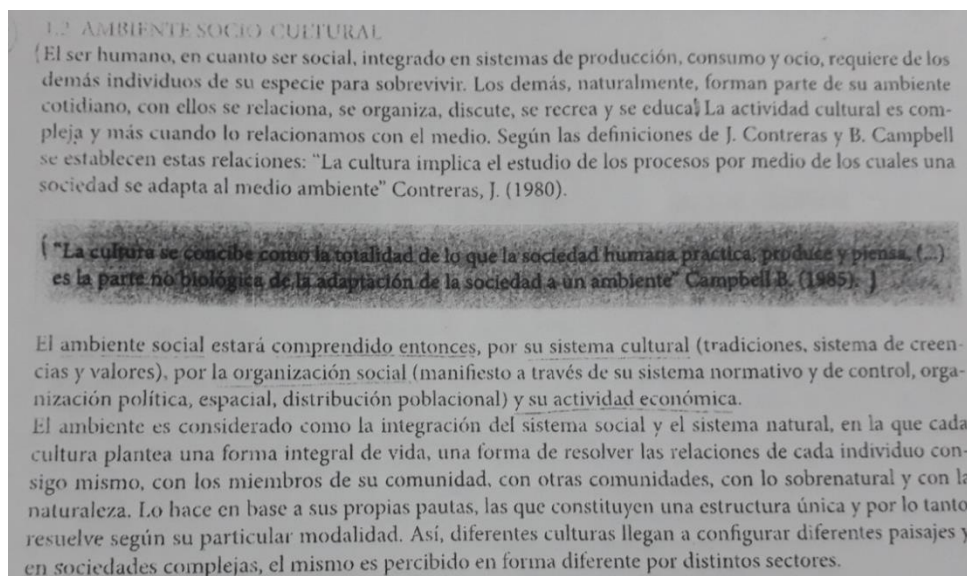 1.2 AMBIENTE SOCIO CULTURAL
(El ser humano, en cuanto ser social, integrado en sistemas de producción, consumo y ocio, requiere de los
demás individuos de su especie para sobrevivir. Los demás, naturalmente, forman parte de su ambiente
cotidiano, con ellos se relaciona, se organiza, discute, se recrea y se educa. La actividad cultural es com-
pleja y más cuando lo relacionamos con el medio. Según las definiciones de J. Contreras y B. Campbell
se establecen estas relaciones: "La cultura implica el estudio de los procesos por medio de los cuales una
sociedad se adapta al medio ambiente" Contreras, J. (1980).
( "La cultura se concibe como la totalidad de lo que la sociedad humana practica, produce y piensa, (...)
es la parte no biológica de la adaptación de la sociedad a un ambiente" Campbell B. (1985). )
El ambiente social estará comprendido entonces, por su sistema cultural (tradiciones, sistema de creen-
cias y valores), por la organización social (manifiesto a través de su sistema normativo y de control, orga-
nización política, espacial, distribución poblacional) y su actividad económica.
El ambiente es considerado como la integración del sistema social y el sistema natural, en la que cada
cultura plantea una forma integral de vida, una forma de resolver las relaciones de cada individuo con-
sigo mismo, con los miembros de su comunidad, con otras comunidades, con lo sobrenatural y con la
naturaleza. Lo hace en base a sus propias pautas, las que constituyen una estructura única y por lo tanto
resuelve según su particular modalidad. Así, diferentes culturas llegan a configurar diferentes paisajes y
en sociedades complejas, el mismo es percibido en forma diferente por distintos sectores.